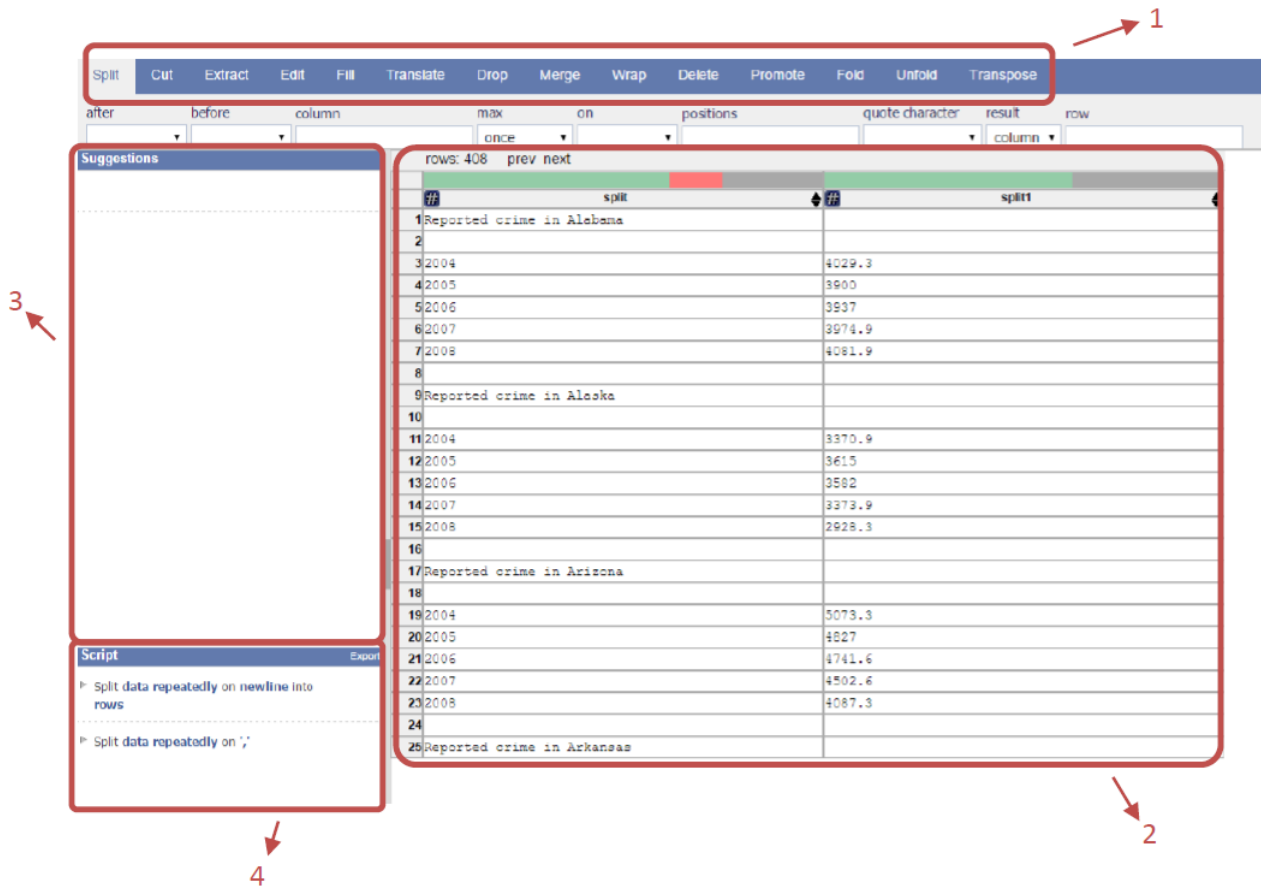 1
Split Cut Extract Edit Fill Translate Drop Merge Wrap Delete Promote Fold Unfold Transpose
after before column max on positions quote character result row
once column
Suggestions
rows: 408 prev next
# split # split1
1 Reported crime in Alabama
2
3 2004 4029.3
4 2005 3900
5 2006 3937
6 2007 3974.9
7 2008 4081.9
8
9 Reported crime in Alaska
10
11 2004 3370.9
12 2005 3615
13 2006 3582
14 2007 3373.9
15 2008 2928.3
16
17 Reported crime in Arizona
18
19 2004 5073.3
20 2005 4827
21 2006 4741.6
22 2007 4502.6
23 2008 4087.3
24
25 Reported crime in Arkansas
3
Script Export
Split data repeatedly on newline into
rows
Split data repeatedly on ','
2
4